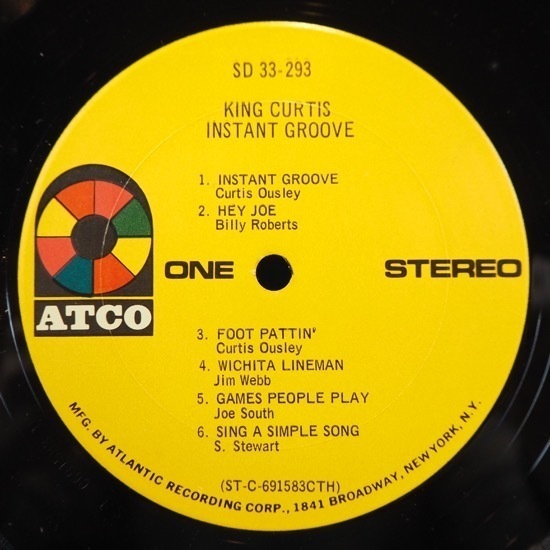 SD 33-293
KING CURTIS
INSTANT GROOVE
1. INSTANT GROOVE
Curtis Ousley
2. HEY JOE
Billy Roberts
ATCO
ONE
STEREO
3. FOOT PATTIN'
Curtis Ousley
4. WICHITA LINEMAN
Jim Webb
5. GAMES PEOPLE PLAY
Joe South
6. SING A SIMPLE SONG
S. Stewart
(ST-C-691583CTH)
MFG. BY ATLANTIC RECORDING CORP., 1841 BROADWAY, NEW YORK, N.Y.